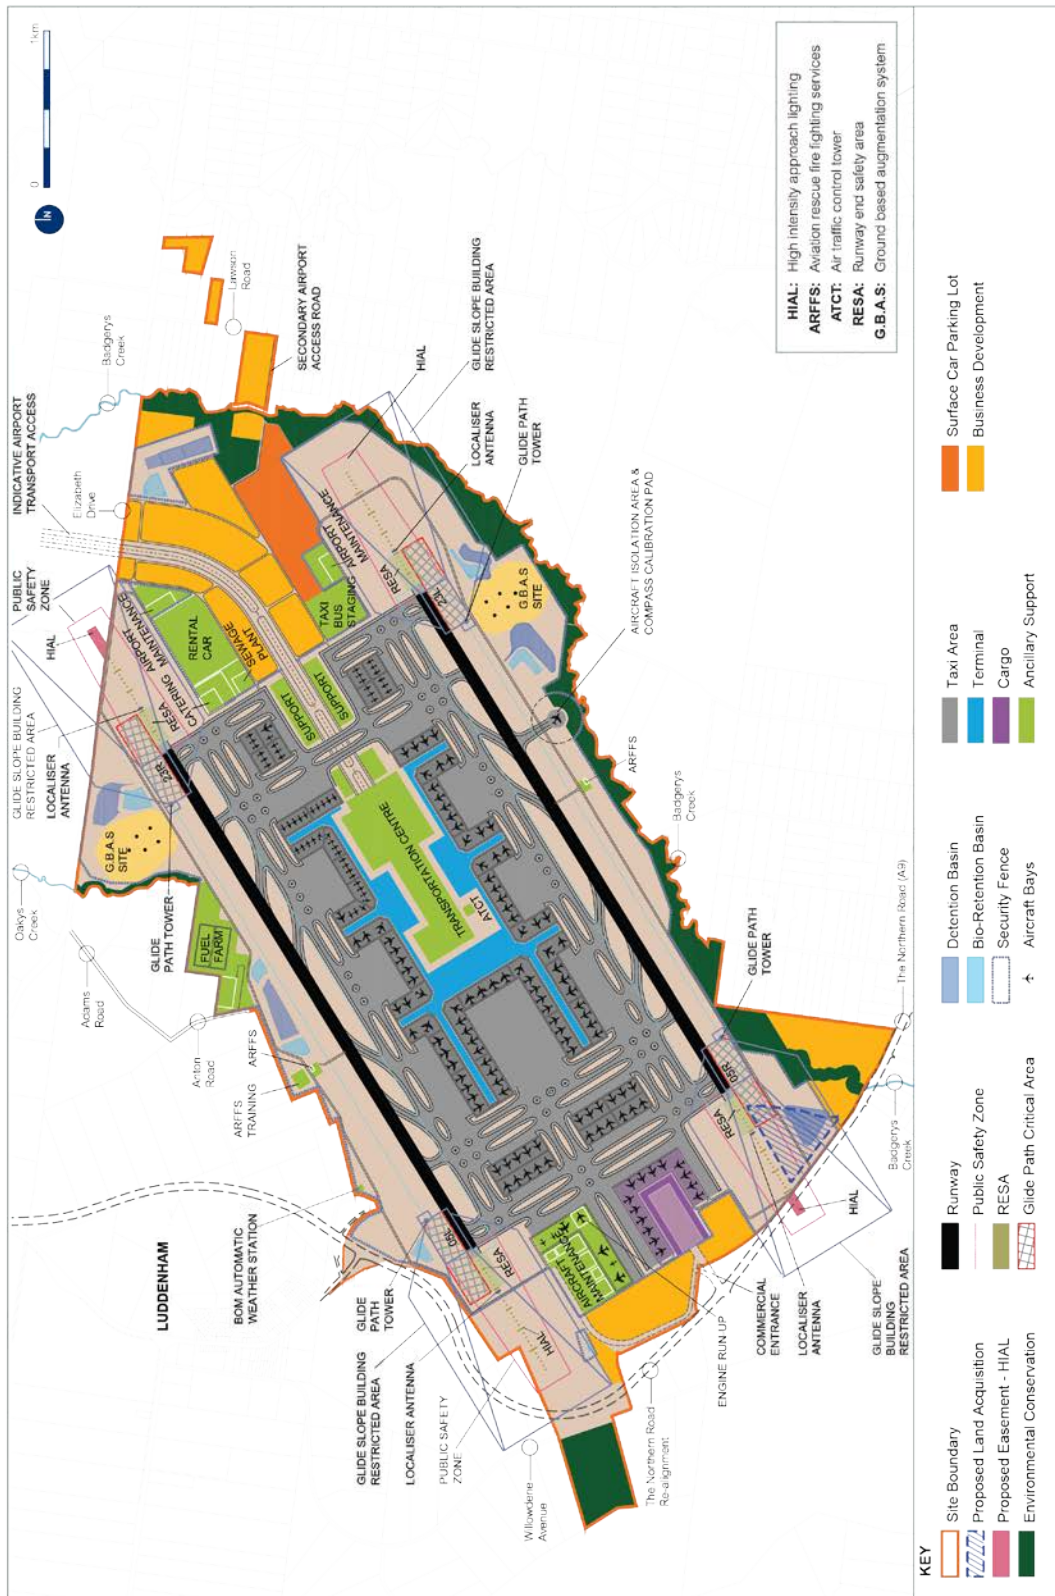 0
1km
N
INDICATIVE AIRPORT
TRANSPORT ACCESS
Badgerys
Creek
Elizabeth
Drive
Lawson
Road
SECONDARY AIRPORT
ACCESS ROAD
PUBLIC
SAFETY
ZONE
HIAL
GLIDE SLOPE BUILDING
RESTRICTED AREA
LOCALISER
ANTENNA
Oakys
Creek
Adams
Road
Anton
Road
GLIDE
PATH TOWER
G.B.A.S
SITE
FUEL
FARM
23R
RESA
CATERING
AIRPORT
MAINTENANCE
RENTAL
CAR
SEWAGE
PLANT
SUPPORT
SUPPORT
TAXI
BUS
STAGING
AIRPORT
MAINTENANCE
RESA
23L
HIAL
GLIDE SLOPE BUILDING
RESTRICTED AREA
LOCALISER
ANTENNA
GLIDE PATH
TOWER
G.B.A.S
SITE
AIRCRAFT ISOLATION AREA &
COMPASS CALIBRATION PAD
TRANSPORTATION CENTRE
ATCT
ARFFS
Badgerys
Creek
ARFFS
TRAINING
ARFFS
LUDDENHAM
BOM AUTOMATIC
WEATHER STATION
GLIDE
PATH
TOWER
GLIDE SLOPE BUILDING
RESTRICTED AREA
LOCALISER ANTENNA
PUBLIC SAFETY
ZONE
Willowdene
Avenue
The Northern Road
Re-alignment
05L
RESA
HIAL
AIRCRAFT
MAINTENANCE
ENGINE RUN UP
COMMERCIAL
ENTRANCE
LOCALISER
ANTENNA
GLIDE SLOPE
BUILDING
RESTRICTED AREA
HIAL
RESA
05R
GLIDE PATH
TOWER
The Northern Road (A9)
Badgerys
Creek
HIAL: High intensity approach lighting
ARFFS: Aviation rescue fire fighting services
ATCT: Air traffic control tower
RESA: Runway end safety area
G.B.A.S: Ground based augmentation system
KEY
Site Boundary
Proposed Land Acquisition
Proposed Easement - HIAL
Environmental Conservation
Runway
Public Safety Zone
RESA
Glide Path Critical Area
Detention Basin
Bio-Retention Basin
Security Fence
Aircraft Bays
Taxi Area
Terminal
Cargo
Ancillary Support
Surface Car Parking Lot
Business Development